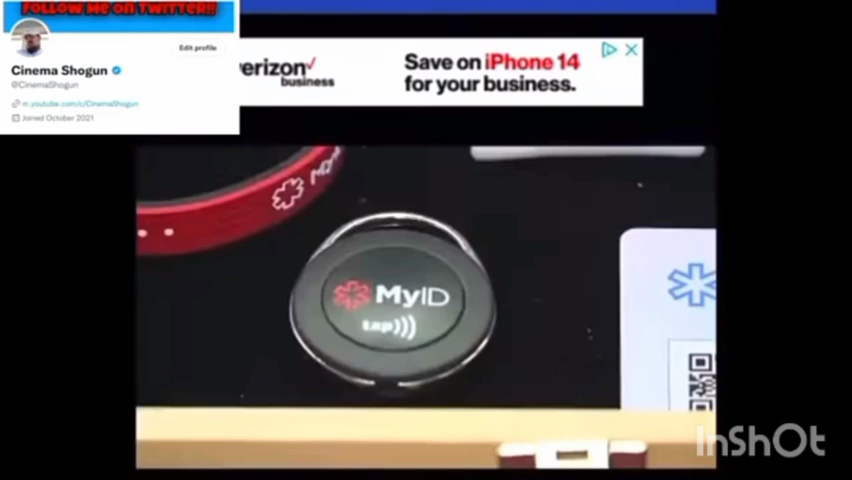 FOLLOW ME ON TWITTER!!
Edit profile
Cinema Shogun
@CinemaShogun
m.youtube.com/c/CinemaShogun
Joined October 2021
verizon✓
business
Save on iPhone 14
for your business.
MyID
tap
InShOt